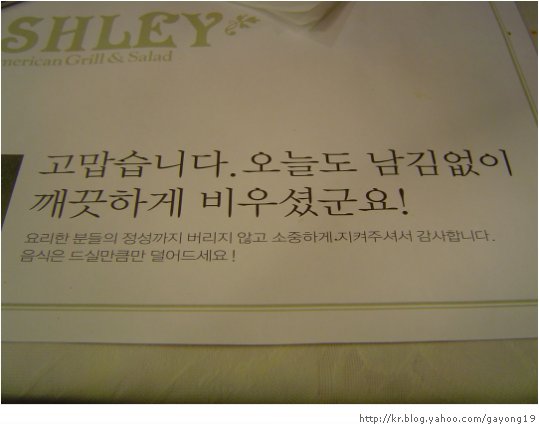 SHLEY
merican Grill & Salad
고맙습니다. 오늘도 남김없이
깨끗하게 비우셨군요!
요리한 분들의 정성까지 버리지 않고 소중하게 지켜주셔서 감사합니다.
음식은 드실만큼만 덜어드세요!
http://kr.blog.yahoo.com/gayong19